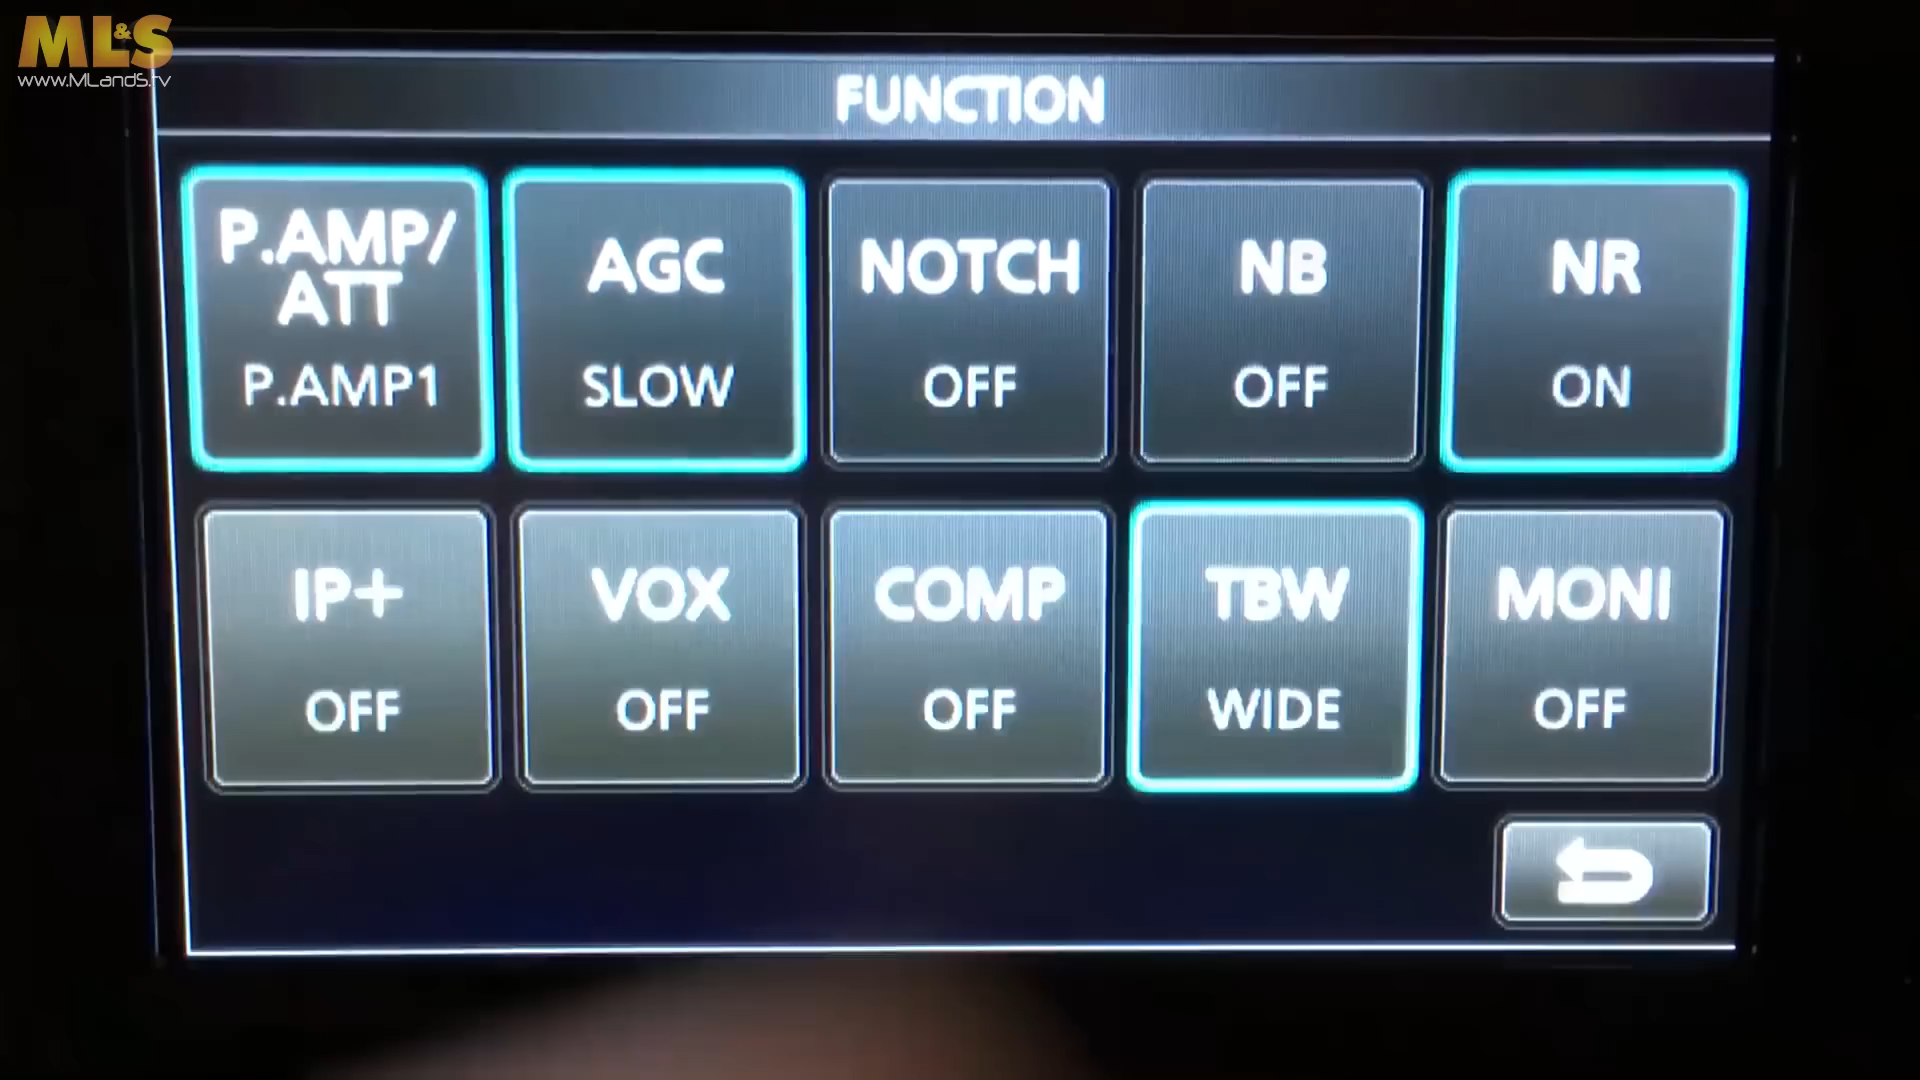 ML&S
www.MLandS.tv
FUNCTION
P.AMP/
ATT
P.AMP1
AGC
SLOW
NOTCH
OFF
NB
OFF
NR
ON
IP+
OFF
VOX
OFF
COMP
OFF
TBW
WIDE
MONI
OFF